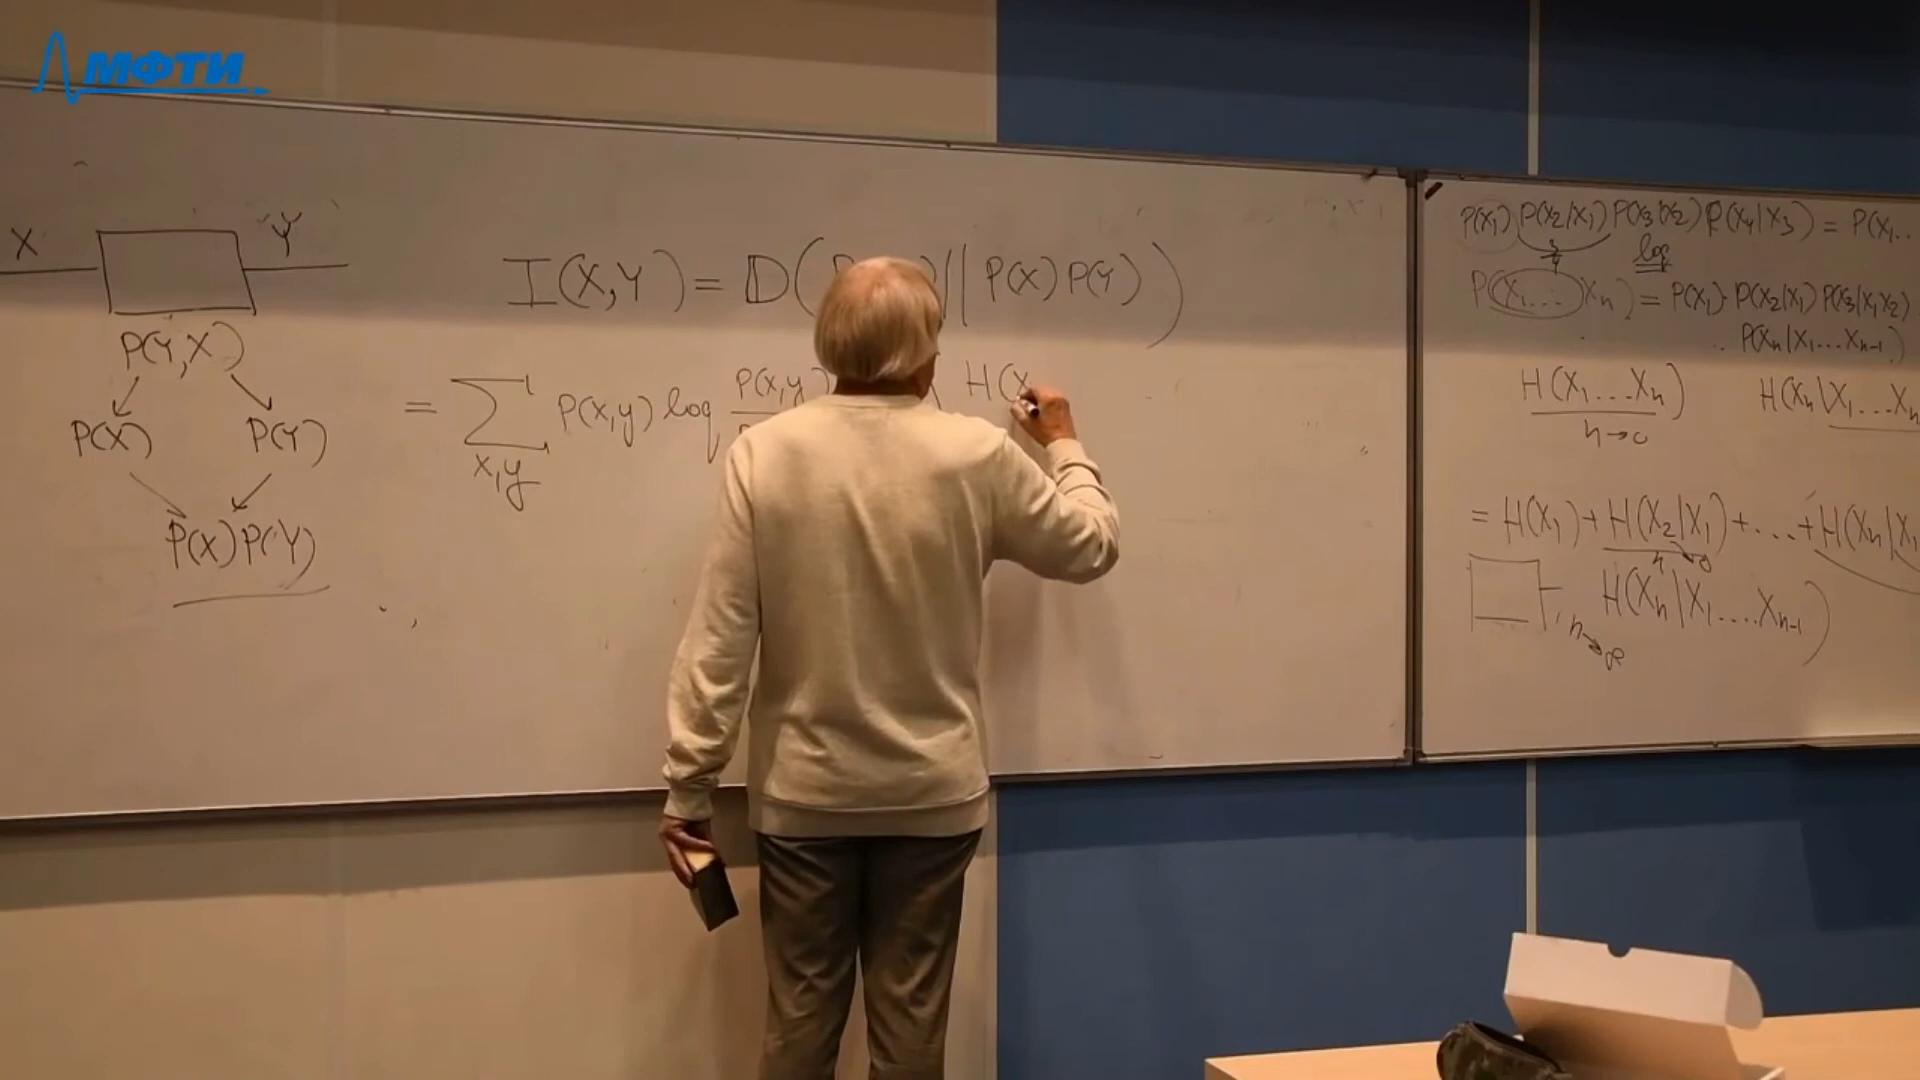 МФТИ
X Y
P(Y,X)
P(X) P(Y)
P(X)P(Y)
I(X,Y) = D( || P(X)P(Y))
= ∑ P(x,y) log P(x,y) H(X
x,y
P(X₁) P(X₂|X₁) P(X₃|X₂) P(X₄|X₃) = P(X₁..
log
P(X₁... Xₙ) = P(X₁) P(X₂|X₁) P(X₃|X₁X₂)
.. P(Xₙ|X₁...Xₙ₋₁)
H(X₁...Xₙ) H(Xₙ|X₁...Xₙ
= H(X₁)+H(X₂|X₁)+...+H(Xₙ|X₁
H(Xₙ|X₁....Xₙ₋₁)
n→∞